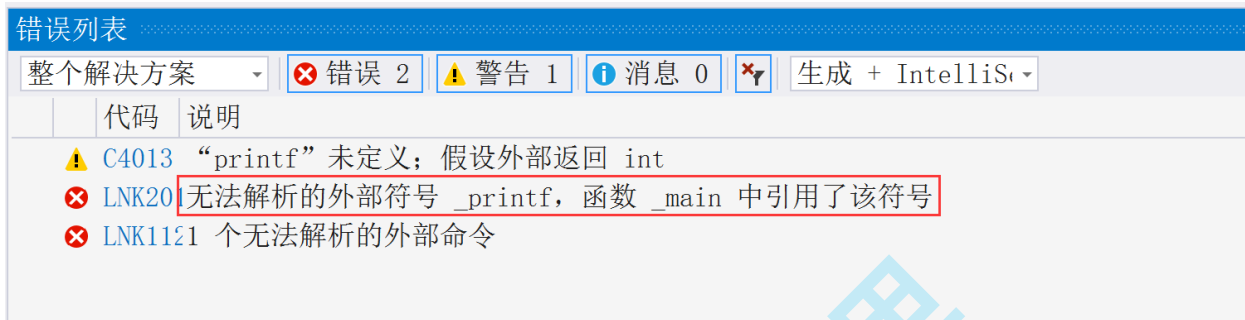 错误列表
整个解决方案 错误 2 警告 1 消息 0 生成 + IntelliS
代码 说明
C4013 “printf”未定义；假设外部返回 int
LNK201 无法解析的外部符号 _printf，函数 _main 中引用了该符号
LNK112 1 个无法解析的外部命令